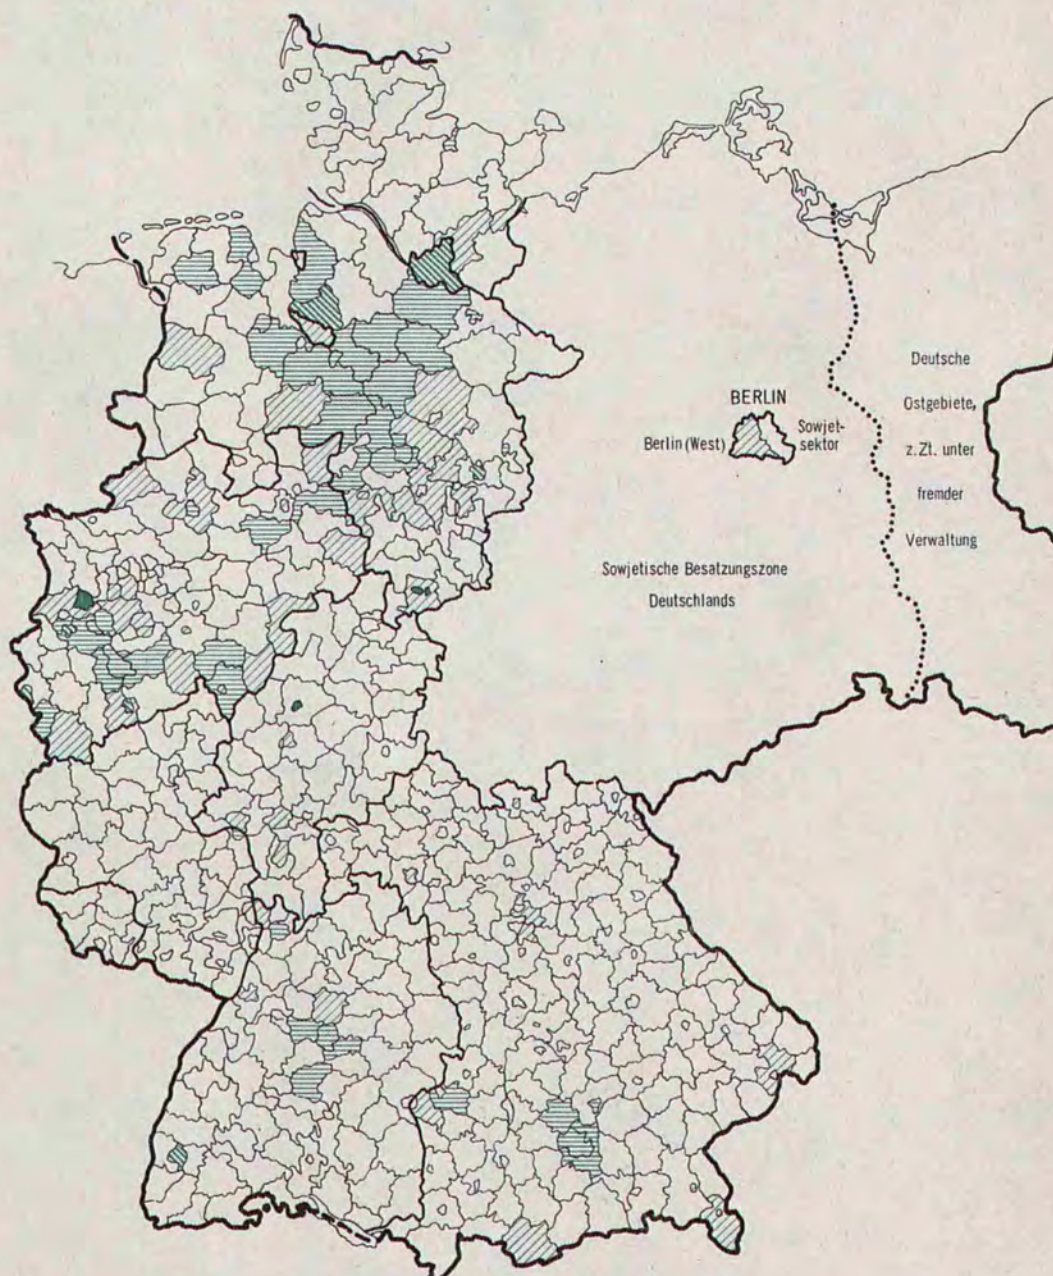 BERLIN
Berlin (West)
Sowjet-
sektor
Sowjetische Besatzungszone
Deutschlands
Deutsche
Ostgebiete,
z. Zt. unter
fremder
Verwaltung